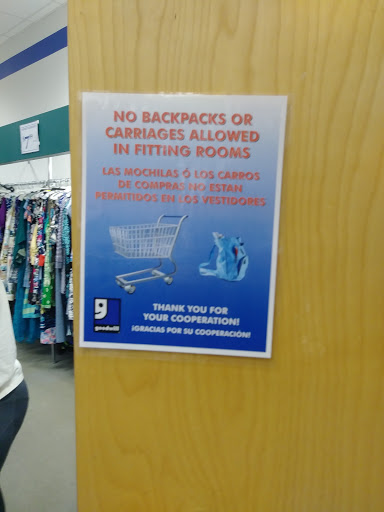 NO BACKPACKS OR
CARRIAGES ALLOWED
IN FITTING ROOMS
LAS MOCHILAS Ó LOS CARROS
DE COMPRAS NO ESTAN
PERMITIDOS EN LOS VESTIDORES
THANK YOU FOR
YOUR COOPERATION!
¡GRACIAS POR SU COOPERACIÓN!
g
goodwill